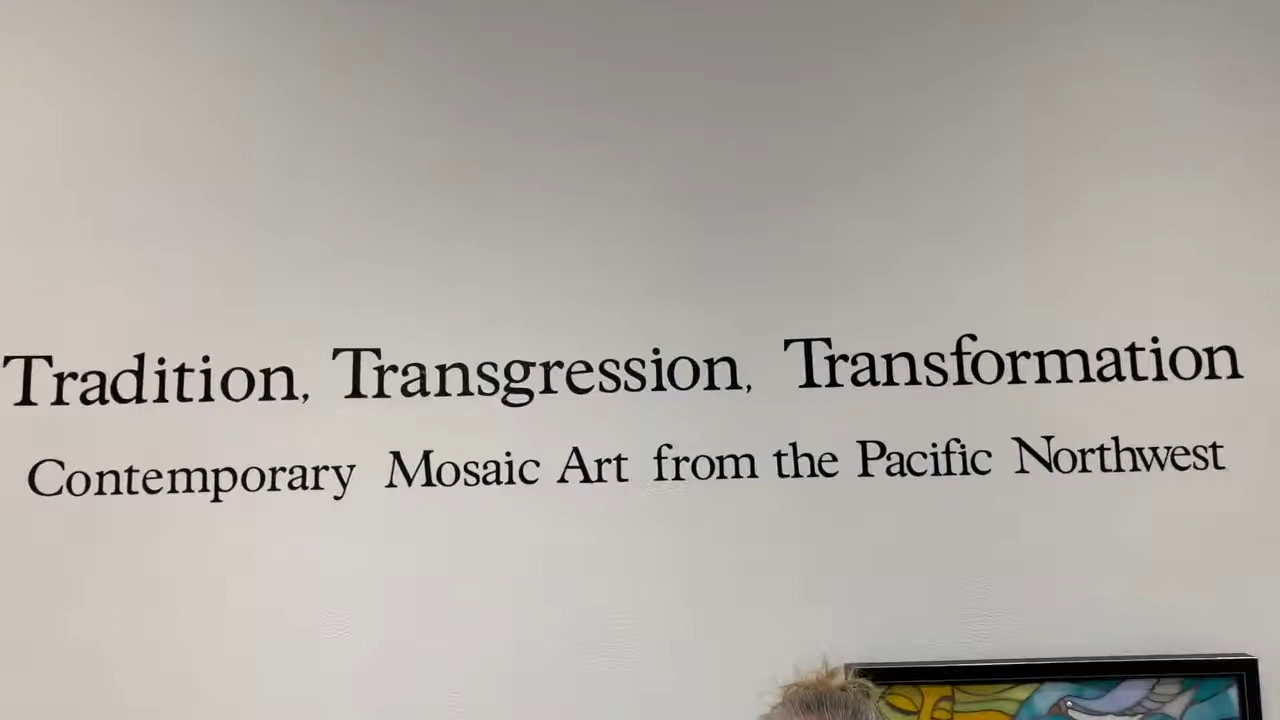 Tradition, Transgression, Transformation
Contemporary Mosaic Art from the Pacific Northwest